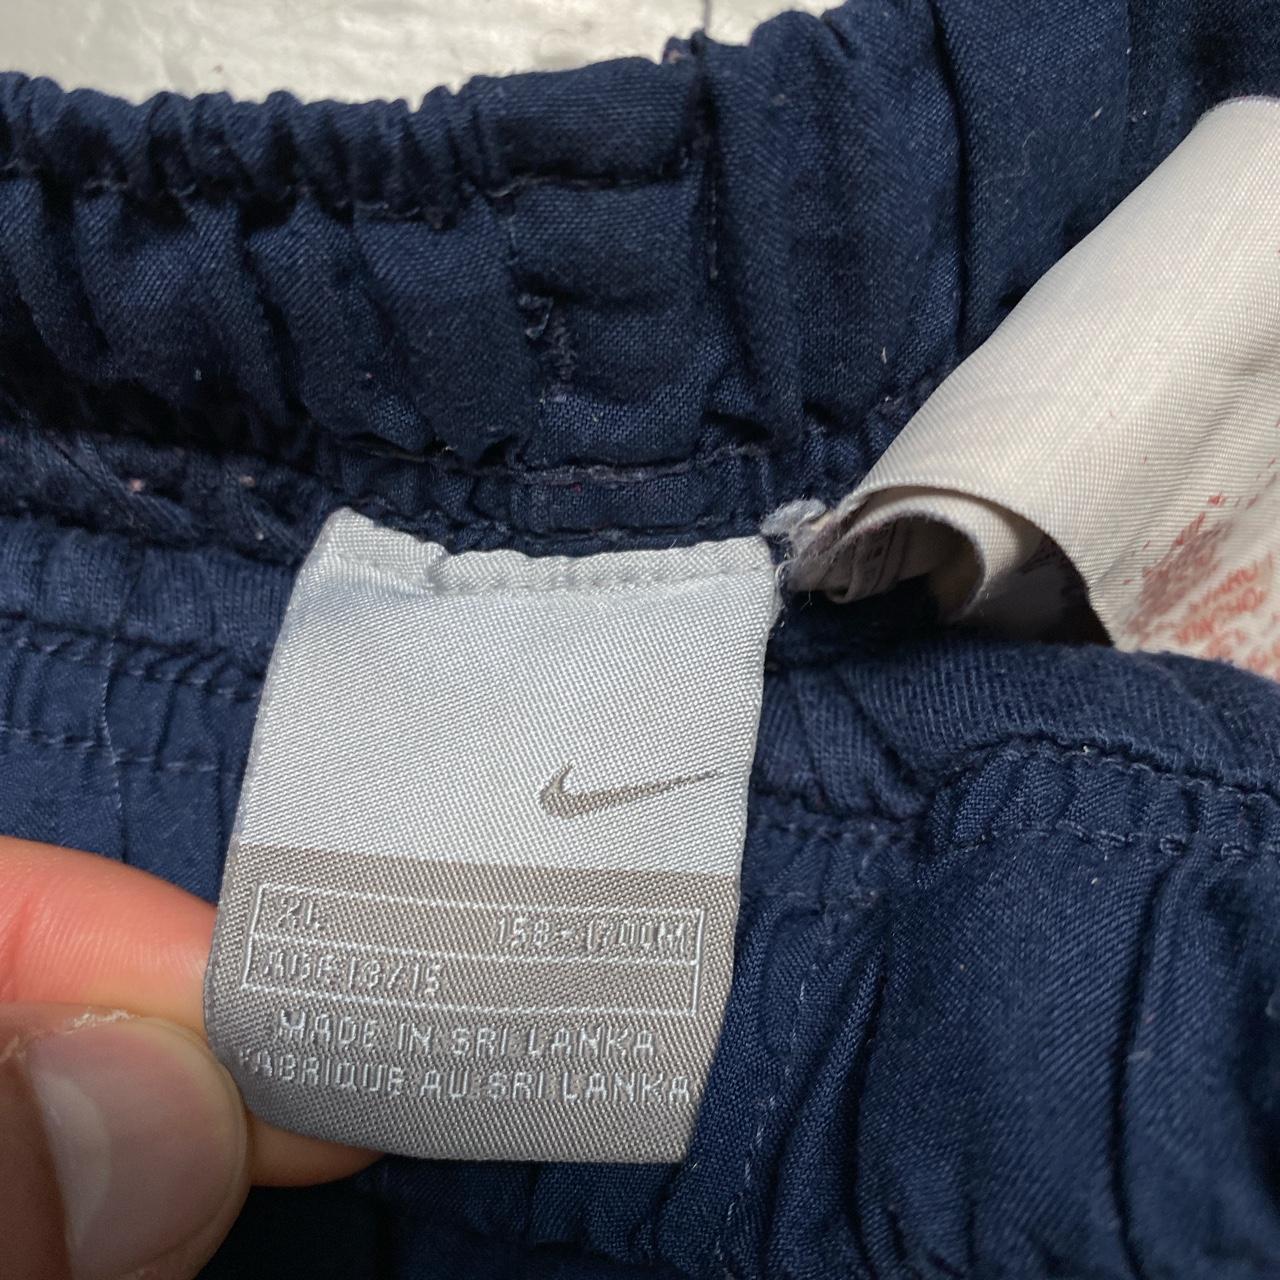 XL 158-170CM
AGE 13/15
MADE IN SRI LANKA
FABRIQUE AU SRI LANKA